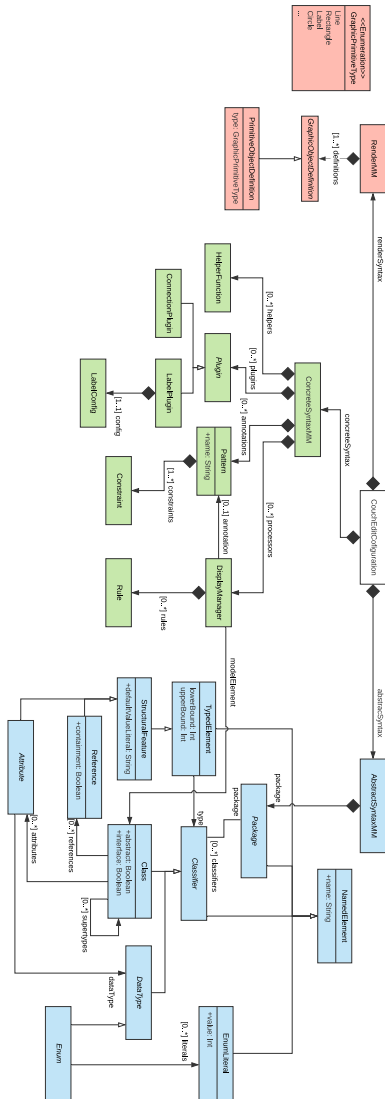 <<Enumeration>>
GraphicPrimitiveType
Line
Rectangle
Label
Circle
...
RenderMM
[1..*] definitions
GraphicObjectDefinition
PrimitiveObjectDefinition
type: GraphicPrimitiveType
renderSyntax
concreteSyntax
CouchEditCofiguration
abstracSyntax
ConcreteSyntaxMM
[0..*] helpers
[0..*] plugins
[0..*] annotations
[0..*] processors
HelperFunction
Plugin
ConnectionPlugin
LabelPlugin
[1..1] config
LabelConfig
Pattern
+name: String
[1..*] constraints
Constraint
[0..1] annotation
DisplayManager
[0..*] rules
Rule
modelElement
AbstractSyntaxMM
package
NamedElement
+name: String
Package
package
[0..*] classifiers
TypedElement
lowerBound: Int
upperBound: Int
type
Classifier
StructuralFeature
+defaultValueLiteral: String
Reference
+containment: Boolean
[0..*] references
Class
+abstract: Boolean
+interface: Boolean
[0..*] supertypes
Attribute
[0..*] attributes
DataType
dataType
EnumLiteral
+value: Int
[0..*] literals
Enum